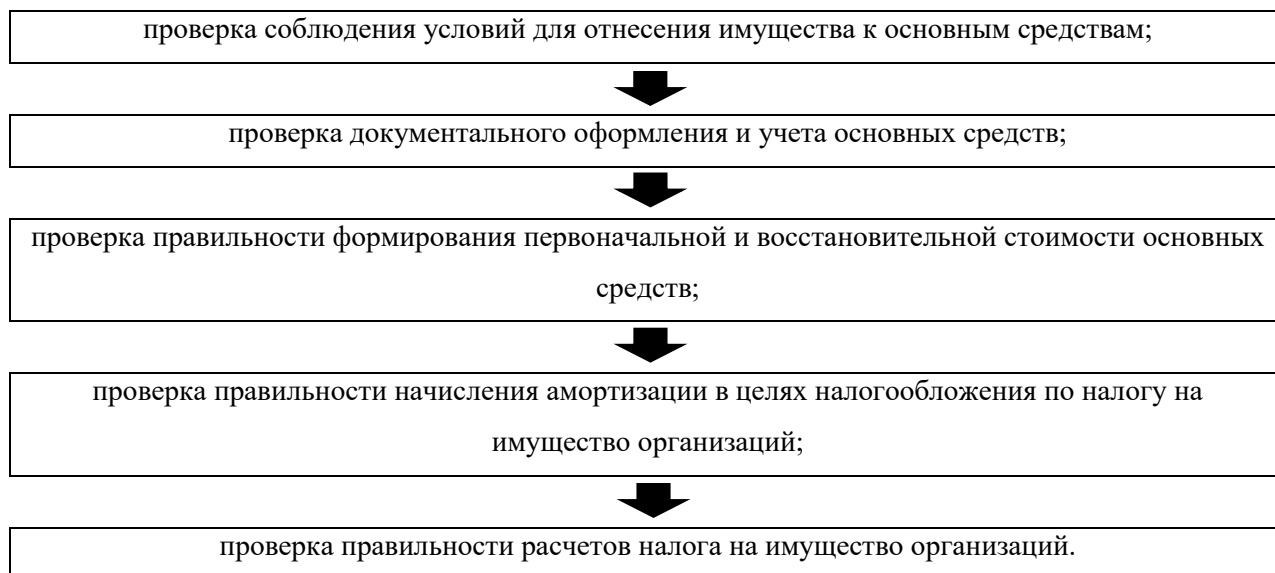 проверка соблюдения условий для отнесения имущества к основным средствам;
проверка документального оформления и учета основных средств;
проверка правильности формирования первоначальной и восстановительной стоимости основных
средств;
проверка правильности начисления амортизации в целях налогообложения по налогу на
имущество организаций;
проверка правильности расчетов налога на имущество организаций.